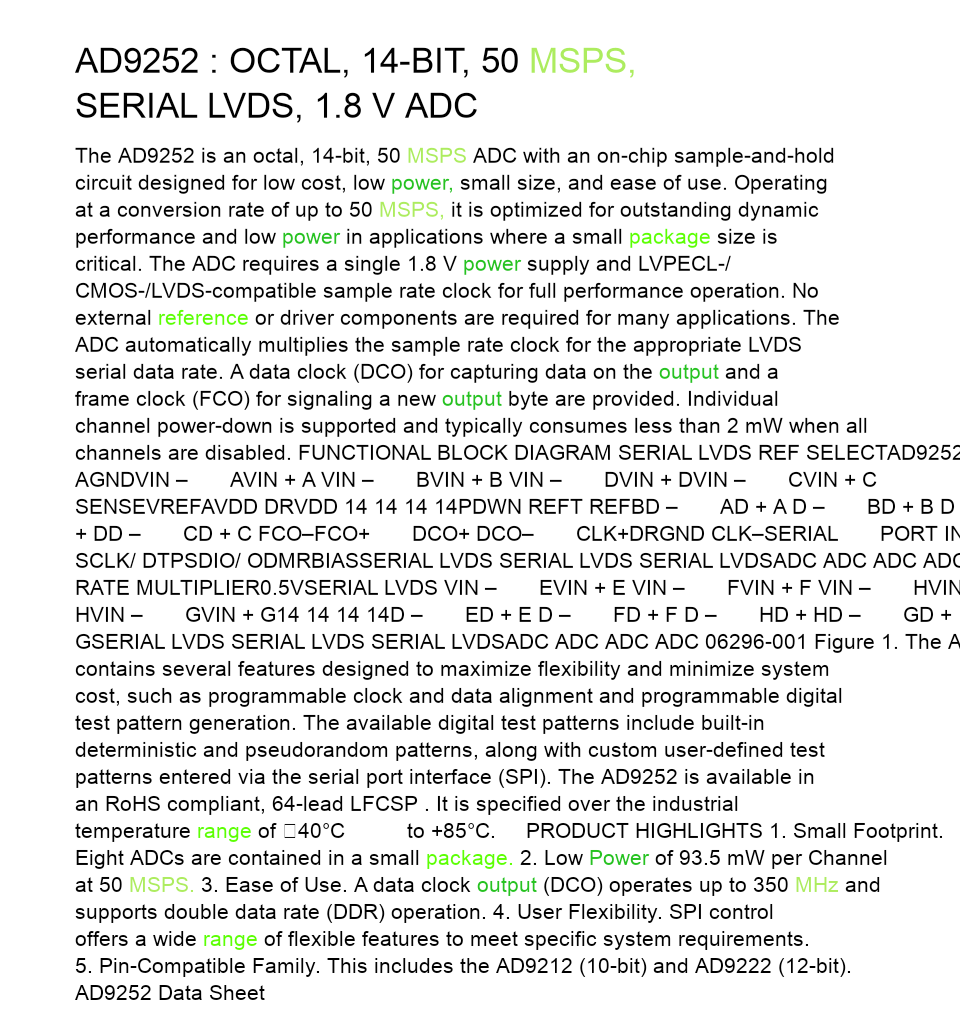 AD9252 : OCTAL, 14-BIT, 50 MSPS,
SERIAL LVDS, 1.8 V ADC
The AD9252 is an octal, 14-bit, 50 MSPS ADC with an on-chip sample-and-hold
circuit designed for low cost, low power, small size, and ease of use. Operating
at a conversion rate of up to 50 MSPS, it is optimized for outstanding dynamic
performance and low power in applications where a small package size is
critical. The ADC requires a single 1.8 V power supply and LVPECL-/
CMOS-/LVDS-compatible sample rate clock for full performance operation. No
external reference or driver components are required for many applications. The
ADC automatically multiplies the sample rate clock for the appropriate LVDS
serial data rate. A data clock (DCO) for capturing data on the output and a
frame clock (FCO) for signaling a new output byte are provided. Individual
channel power-down is supported and typically consumes less than 2 mW when all
channels are disabled. FUNCTIONAL BLOCK DIAGRAM SERIAL LVDS REF SELECTAD9252
AGNDVIN – AVIN + A VIN – BVIN + B VIN – DVIN + DVIN – CVIN + C
SENSEVREFAVDD DRVDD 14 14 14 14PDWN REFT REFBD – AD + A D – BD + B D
+ DD – CD + C FCO–FCO+ DCO+ DCO– CLK+DRGND CLK–SERIAL PORT IN
SCLK/ DTPSDIO/ ODMRBIASSERIAL LVDS SERIAL LVDS SERIAL LVDSADC ADC ADC ADC
RATE MULTIPLIER0.5VSERIAL LVDS VIN – EVIN + E VIN – FVIN + F VIN – HVIN
HVIN – GVIN + G14 14 14 14D – ED + E D – FD + F D – HD + HD – GD +
GSERIAL LVDS SERIAL LVDS SERIAL LVDSADC ADC ADC ADC 06296-001 Figure 1. The A
contains several features designed to maximize flexibility and minimize system
cost, such as programmable clock and data alignment and programmable digital
test pattern generation. The available digital test patterns include built-in
deterministic and pseudorandom patterns, along with custom user-defined test
patterns entered via the serial port interface (SPI). The AD9252 is available in
an RoHS compliant, 64-lead LFCSP . It is specified over the industrial
temperature range of 40°C to +85°C. PRODUCT HIGHLIGHTS 1. Small Footprint.
Eight ADCs are contained in a small package. 2. Low Power of 93.5 mW per Channel
at 50 MSPS. 3. Ease of Use. A data clock output (DCO) operates up to 350 MHz and
supports double data rate (DDR) operation. 4. User Flexibility. SPI control
offers a wide range of flexible features to meet specific system requirements.
5. Pin-Compatible Family. This includes the AD9212 (10-bit) and AD9222 (12-bit).
AD9252 Data Sheet